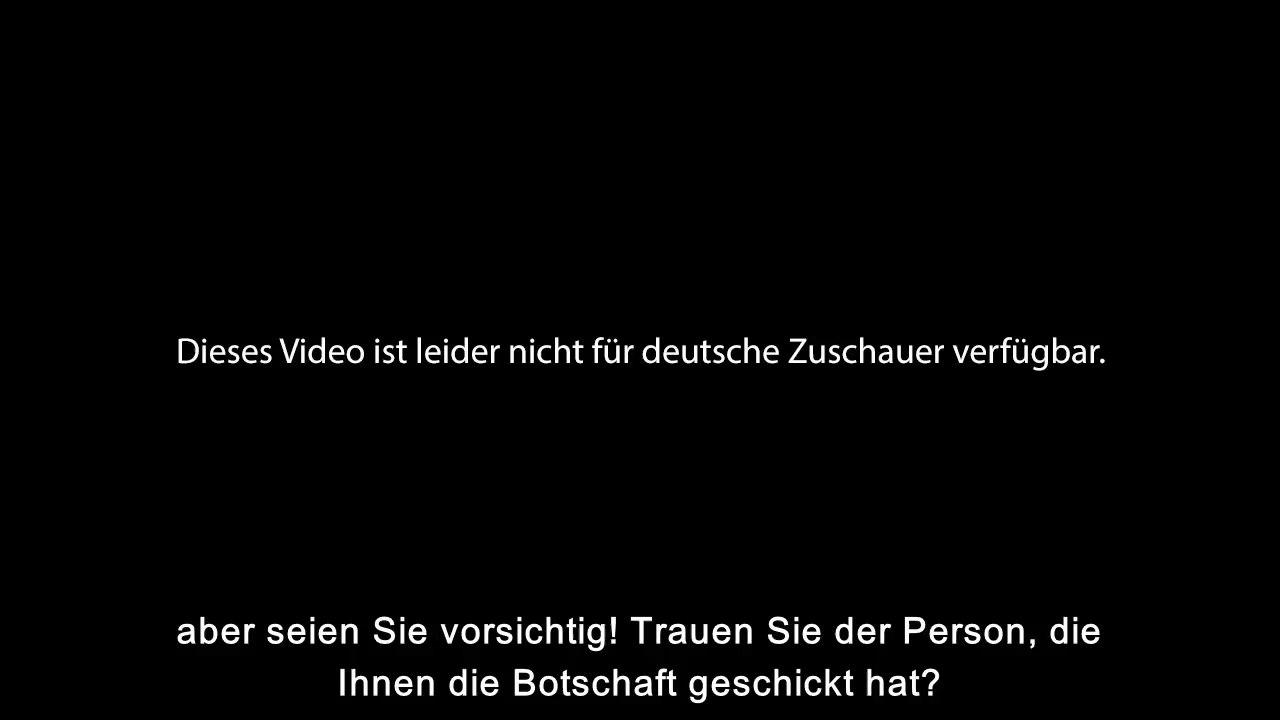 Dieses Video ist leider nicht für deutsche Zuschauer verfügbar.
aber seien Sie vorsichtig! Trauen Sie der Person, die
Ihnen die Botschaft geschickt hat?